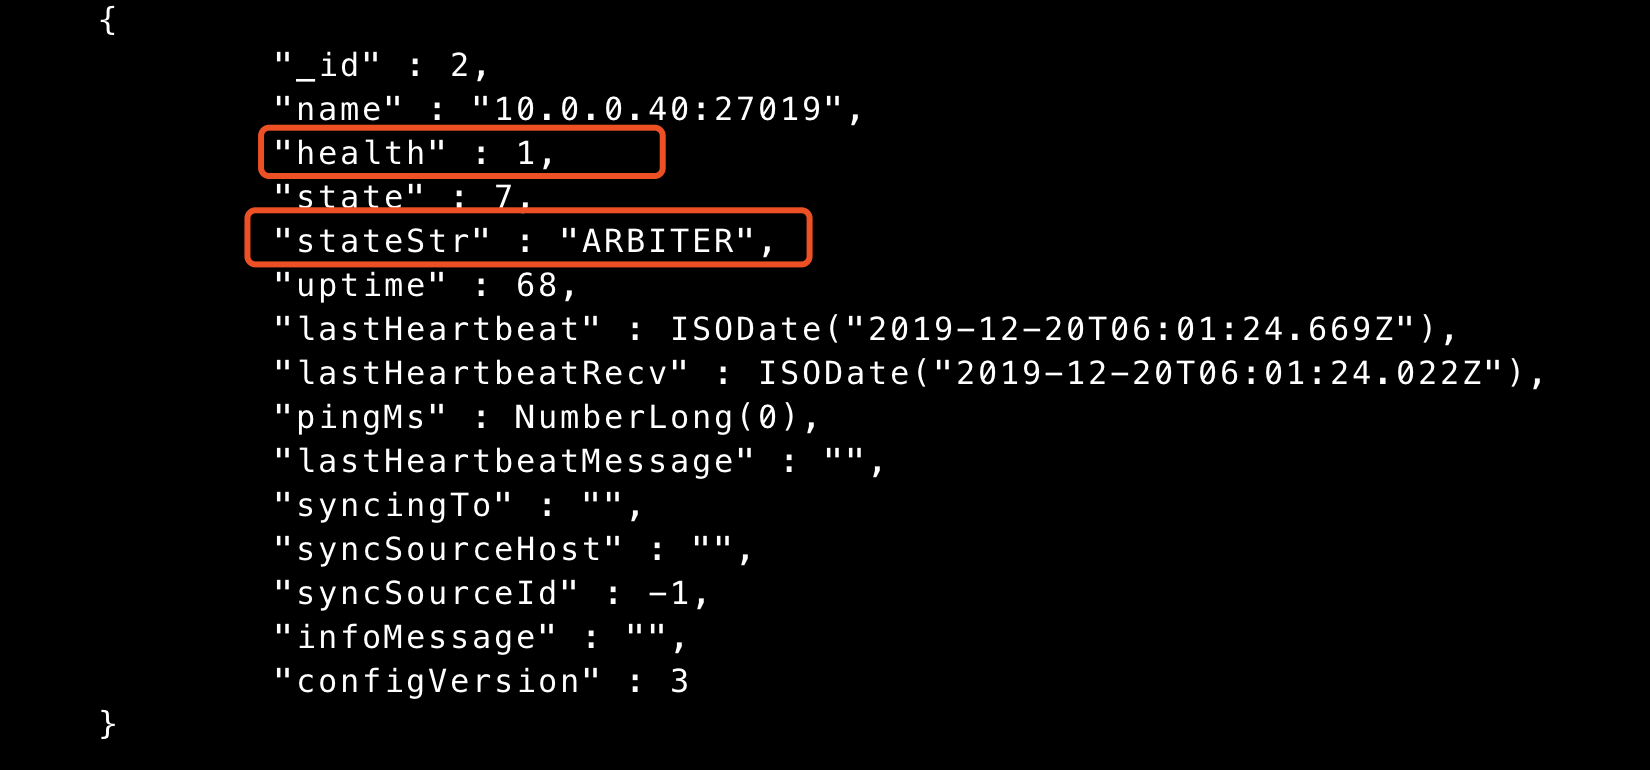 {
"_id" : 2,
"name" : "10.0.0.40:27019",
"health" : 1,
"state" : 7,
"stateStr" : "ARBITER",
"uptime" : 68,
"lastHeartbeat" : ISODate("2019-12-20T06:01:24.669Z"),
"lastHeartbeatRecv" : ISODate("2019-12-20T06:01:24.022Z"),
"pingMs" : NumberLong(0),
"lastHeartbeatMessage" : "",
"syncingTo" : "",
"syncSourceHost" : "",
"syncSourceId" : -1,
"infoMessage" : "",
"configVersion" : 3
}